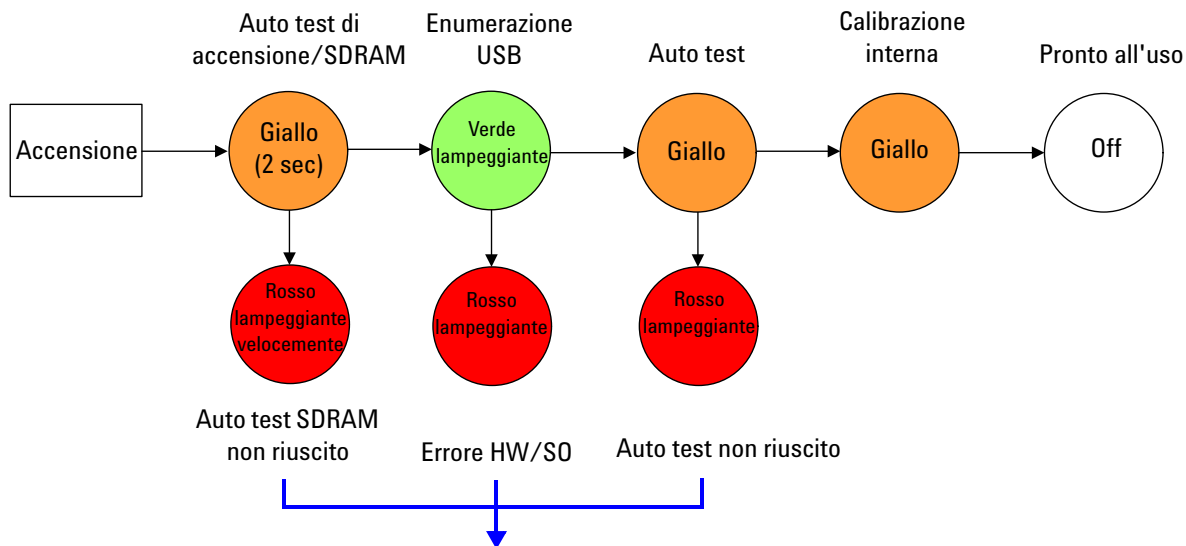 Auto test di
accensione/SDRAM
Enumerazione
USB
Auto test
Calibrazione
interna
Pronto all'uso
Accensione
Giallo
(2 sec)
Verde
lampeggiante
Giallo
Giallo
Off
Rosso
lampeggiante
velocemente
Rosso
lampeggiante
Rosso
lampeggiante
Auto test SDRAM
non riuscito
Errore HW/SO
Auto test non riuscito